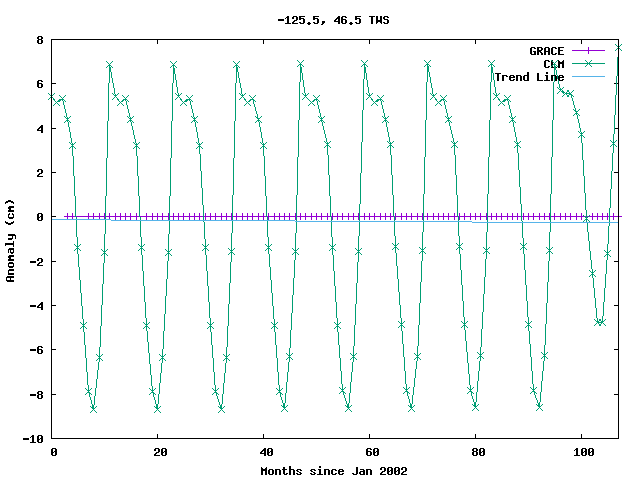 -125.5, 46.5 TWS
GRACE
CLM
Trend Line
8
6
4
2
0
-2
-4
-6
-8
-10
Anomaly (cm)
0 20 40 60 80 100
Months since Jan 2002